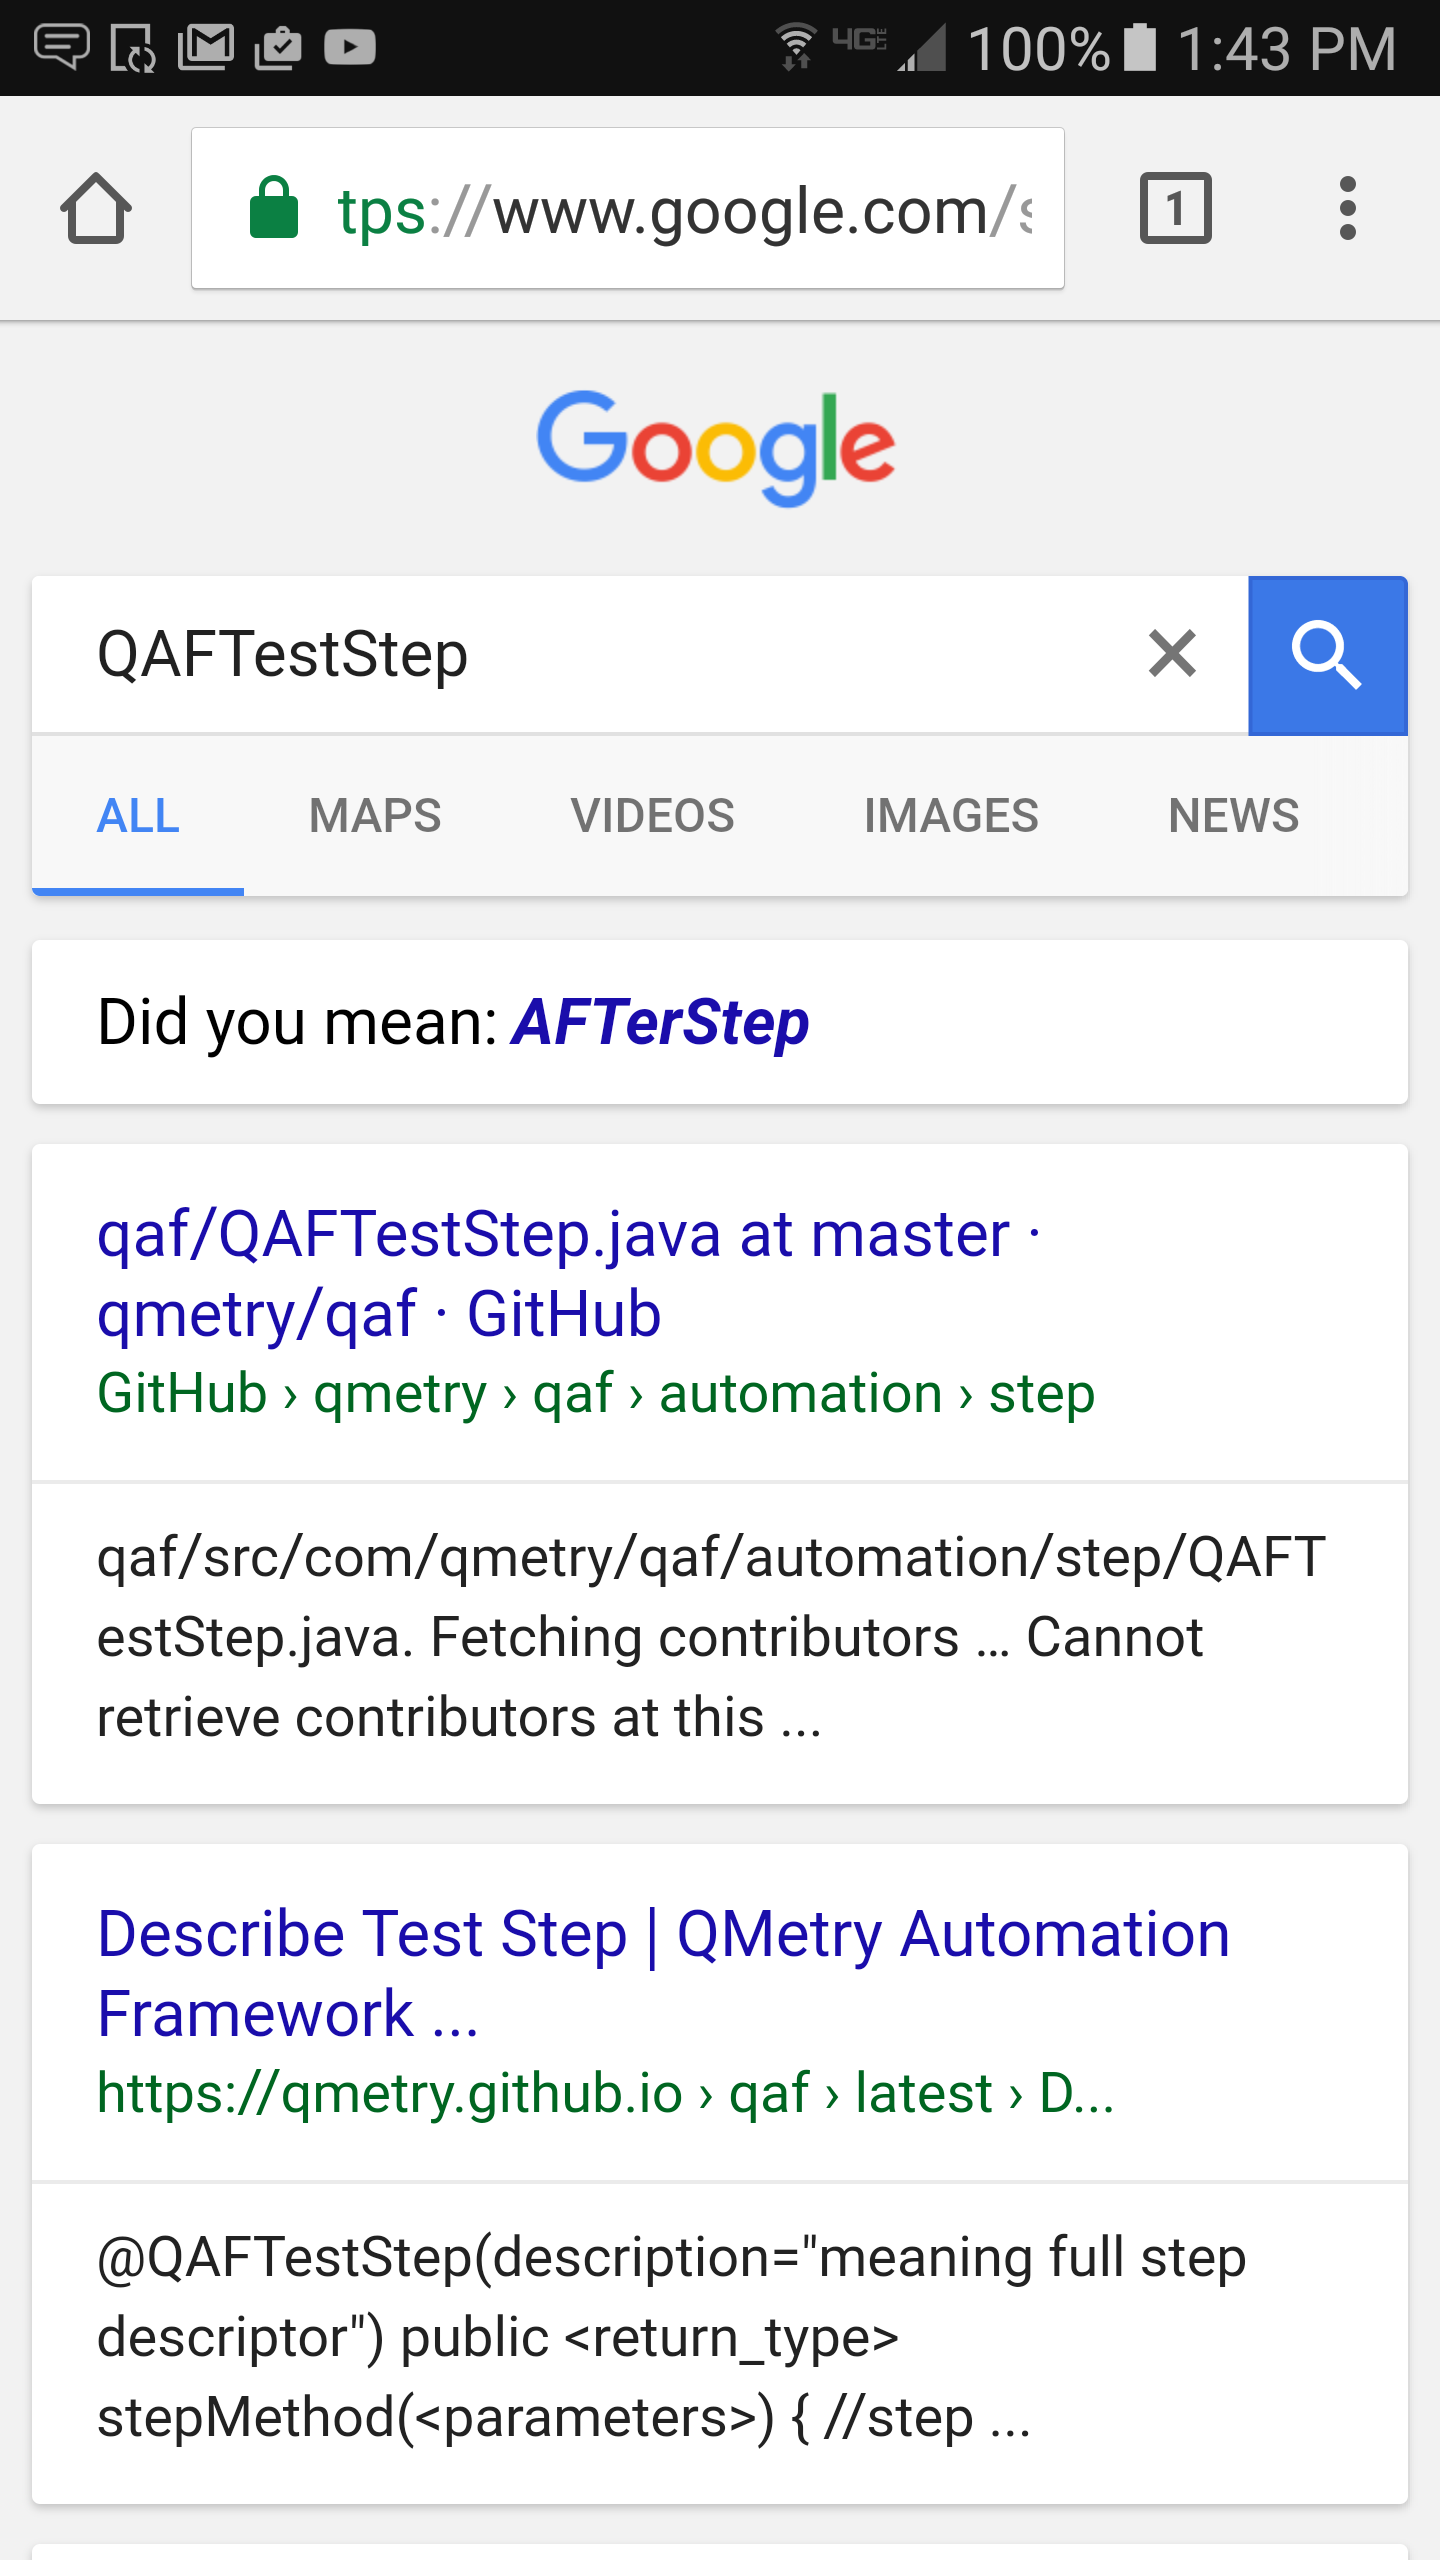 4G LTE 100% 1:43 PM
tps://www.google.com/s
1
Google
QAFTestStep
ALL MAPS VIDEOS IMAGES NEWS
Did you mean: AFTerStep
qaf/QAFTestStep.java at master ·
qmetry/qaf · GitHub
GitHub › qmetry › qaf › automation › step
qaf/src/com/qmetry/qaf/automation/step/QAFT
estStep.java. Fetching contributors … Cannot
retrieve contributors at this ...
Describe Test Step | QMetry Automation
Framework ...
https://qmetry.github.io › qaf › latest › D...
@QAFTestStep(description="meaning full step
descriptor") public <return_type>
stepMethod(<parameters>) { //step ...